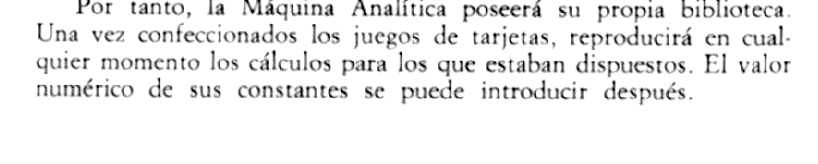 Por tanto, la Máquina Analítica poseerá su propia biblioteca.
Una vez confeccionados los juegos de tarjetas, reproducirá en cual-
quier momento los cálculos para los que estaban dispuestos. El valor
numérico de sus constantes se puede introducir después.